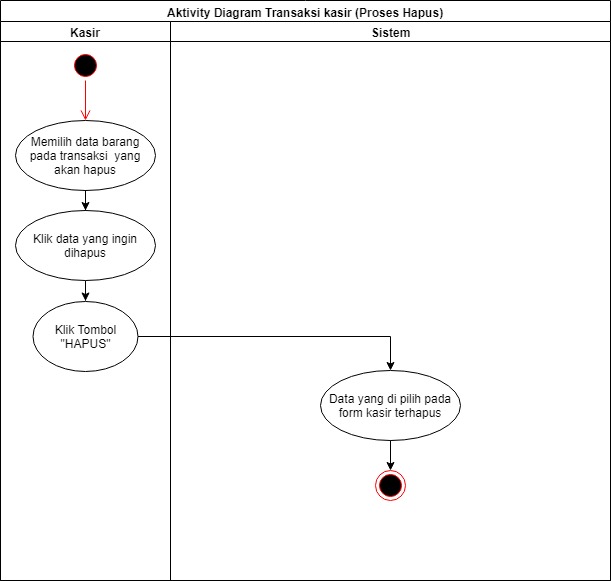 Aktivity Diagram Transaksi kasir (Proses Hapus)
Kasir
Sistem
Memilih data barang
pada transaksi yang
akan hapus
Klik data yang ingin
dihapus
Klik Tombol
"HAPUS"
Data yang di pilih pada
form kasir terhapus